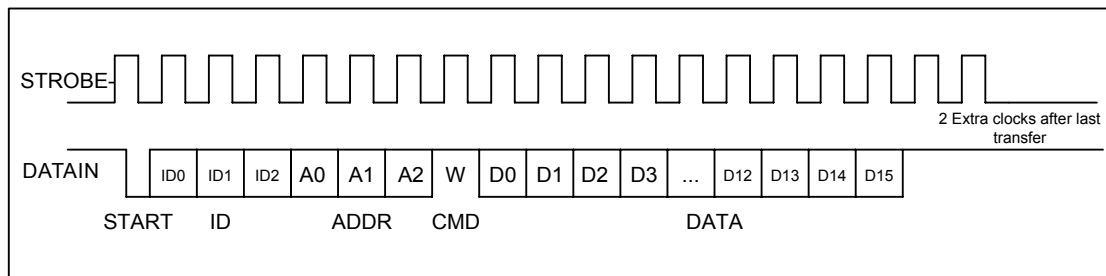 STROBE-
2 Extra clocks after last
transfer
DATAIN ID0 ID1 ID2 A0 A1 A2 W D0 D1 D2 D3 ... D12 D13 D14 D15
START ID ADDR CMD DATA